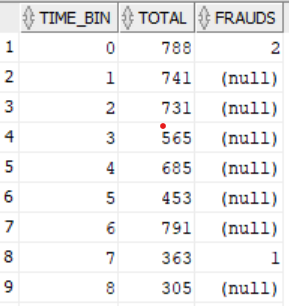 TIME_BIN TOTAL FRAUDS
1 0 788 2
2 1 741 (null)
3 2 731 (null)
4 3 565 (null)
5 4 685 (null)
6 5 453 (null)
7 6 791 (null)
8 7 363 1
9 8 305 (null)